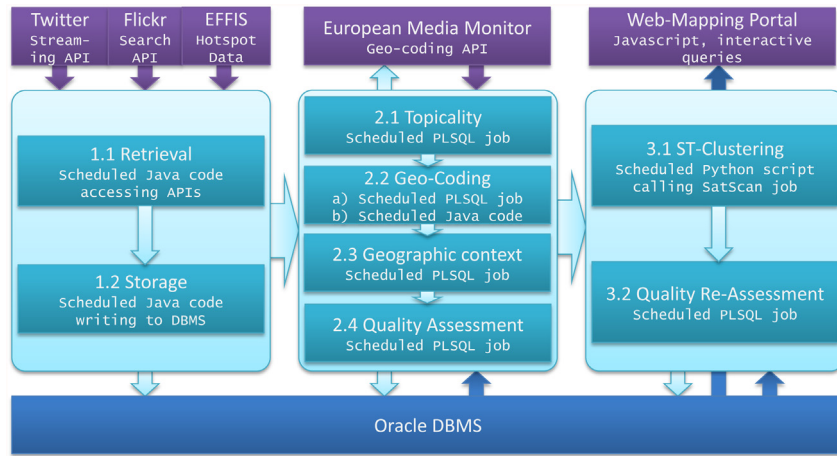 Twitter
Stream-
ing API
Flickr
Search
API
EFFIS
Hotspot
Data
European Media Monitor
Geo-coding API
Web-Mapping Portal
Javascript, interactive
queries
1.1 Retrieval
Scheduled Java code
accessing APIs
1.2 Storage
Scheduled Java code
writing to DBMS
2.1 Topicality
Scheduled PLSQL job
2.2 Geo-Coding
a) Scheduled PLSQL job
b) Scheduled Java code
2.3 Geographic context
Scheduled PLSQL job
2.4 Quality Assessment
Scheduled PLSQL job
3.1 ST-Clustering
Scheduled Python script
calling SatScan job
3.2 Quality Re-Assessment
Scheduled PLSQL job
Oracle DBMS